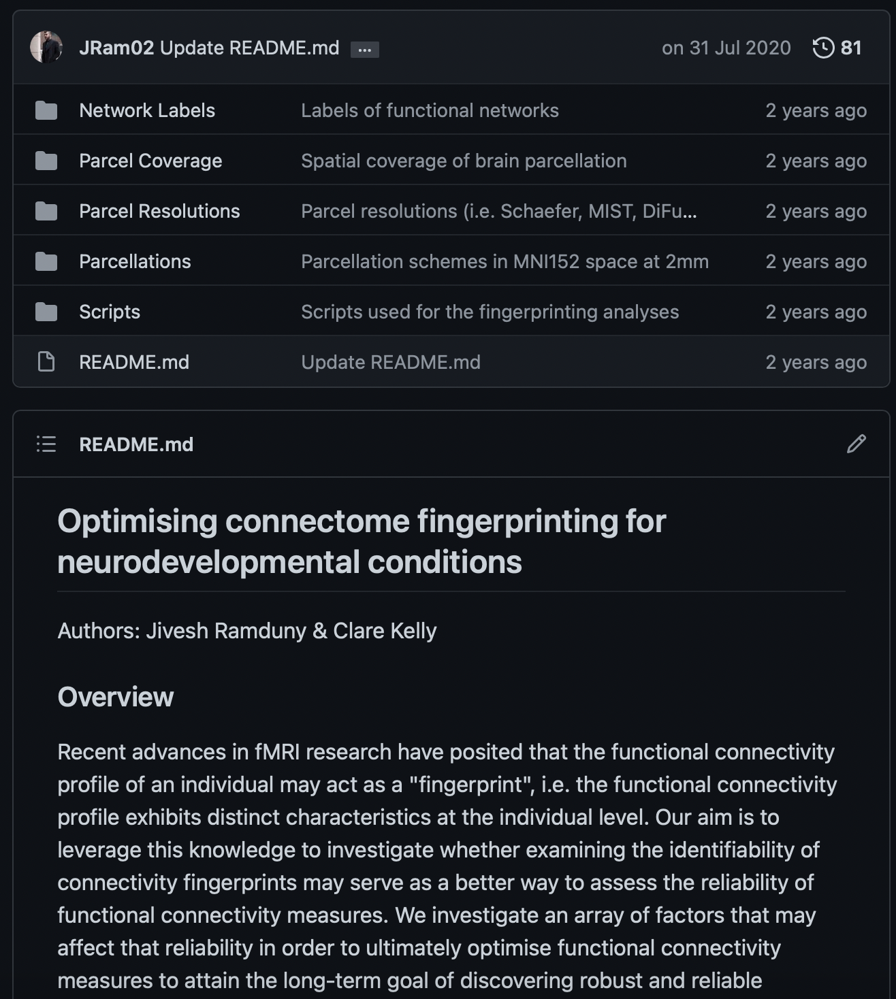 JRam02 Update README.md ... on 31 Jul 2020 81
Network Labels Labels of functional networks 2 years ago
Parcel Coverage Spatial coverage of brain parcellation 2 years ago
Parcel Resolutions Parcel resolutions (i.e. Schaefer, MIST, DiFu... 2 years ago
Parcellations Parcellation schemes in MNI152 space at 2mm 2 years ago
Scripts Scripts used for the fingerprinting analyses 2 years ago
README.md Update README.md 2 years ago
README.md
Optimising connectome fingerprinting for
neurodevelopmental conditions
Authors: Jivesh Ramduny & Clare Kelly
Overview
Recent advances in fMRI research have posited that the functional connectivity
profile of an individual may act as a "fingerprint", i.e. the functional connectivity
profile exhibits distinct characteristics at the individual level. Our aim is to
leverage this knowledge to investigate whether examining the identifiability of
connectivity fingerprints may serve as a better way to assess the reliability of
functional connectivity measures. We investigate an array of factors that may
affect that reliability in order to ultimately optimise functional connectivity
measures to attain the long-term goal of discovering robust and reliable